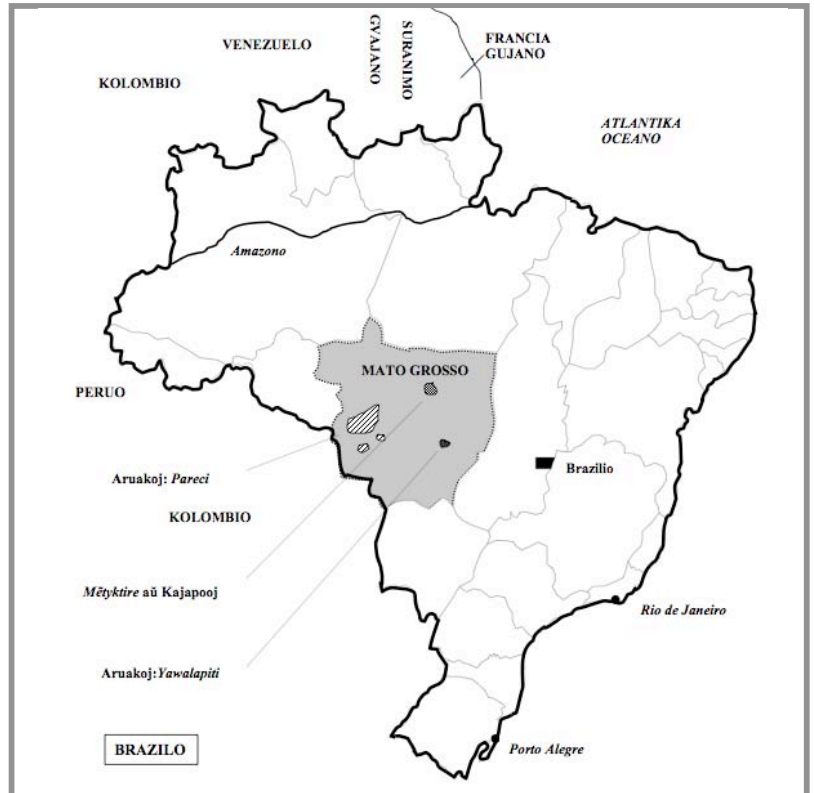 VENEZUELO
GVAJANO
SURANIMO
FRANCIA
GUJANO
KOLOMBIO
ATLANTIKA
OCEANO
Amazono
MATO GROSSO
PERUO
Brazilio
Aruakoj: Pareci
KOLOMBIO
Mẽtyktire aŭ Kajapooj
Rio de Janeiro
Aruakoj:Yawalapiti
BRAZILO
Porto Alegre